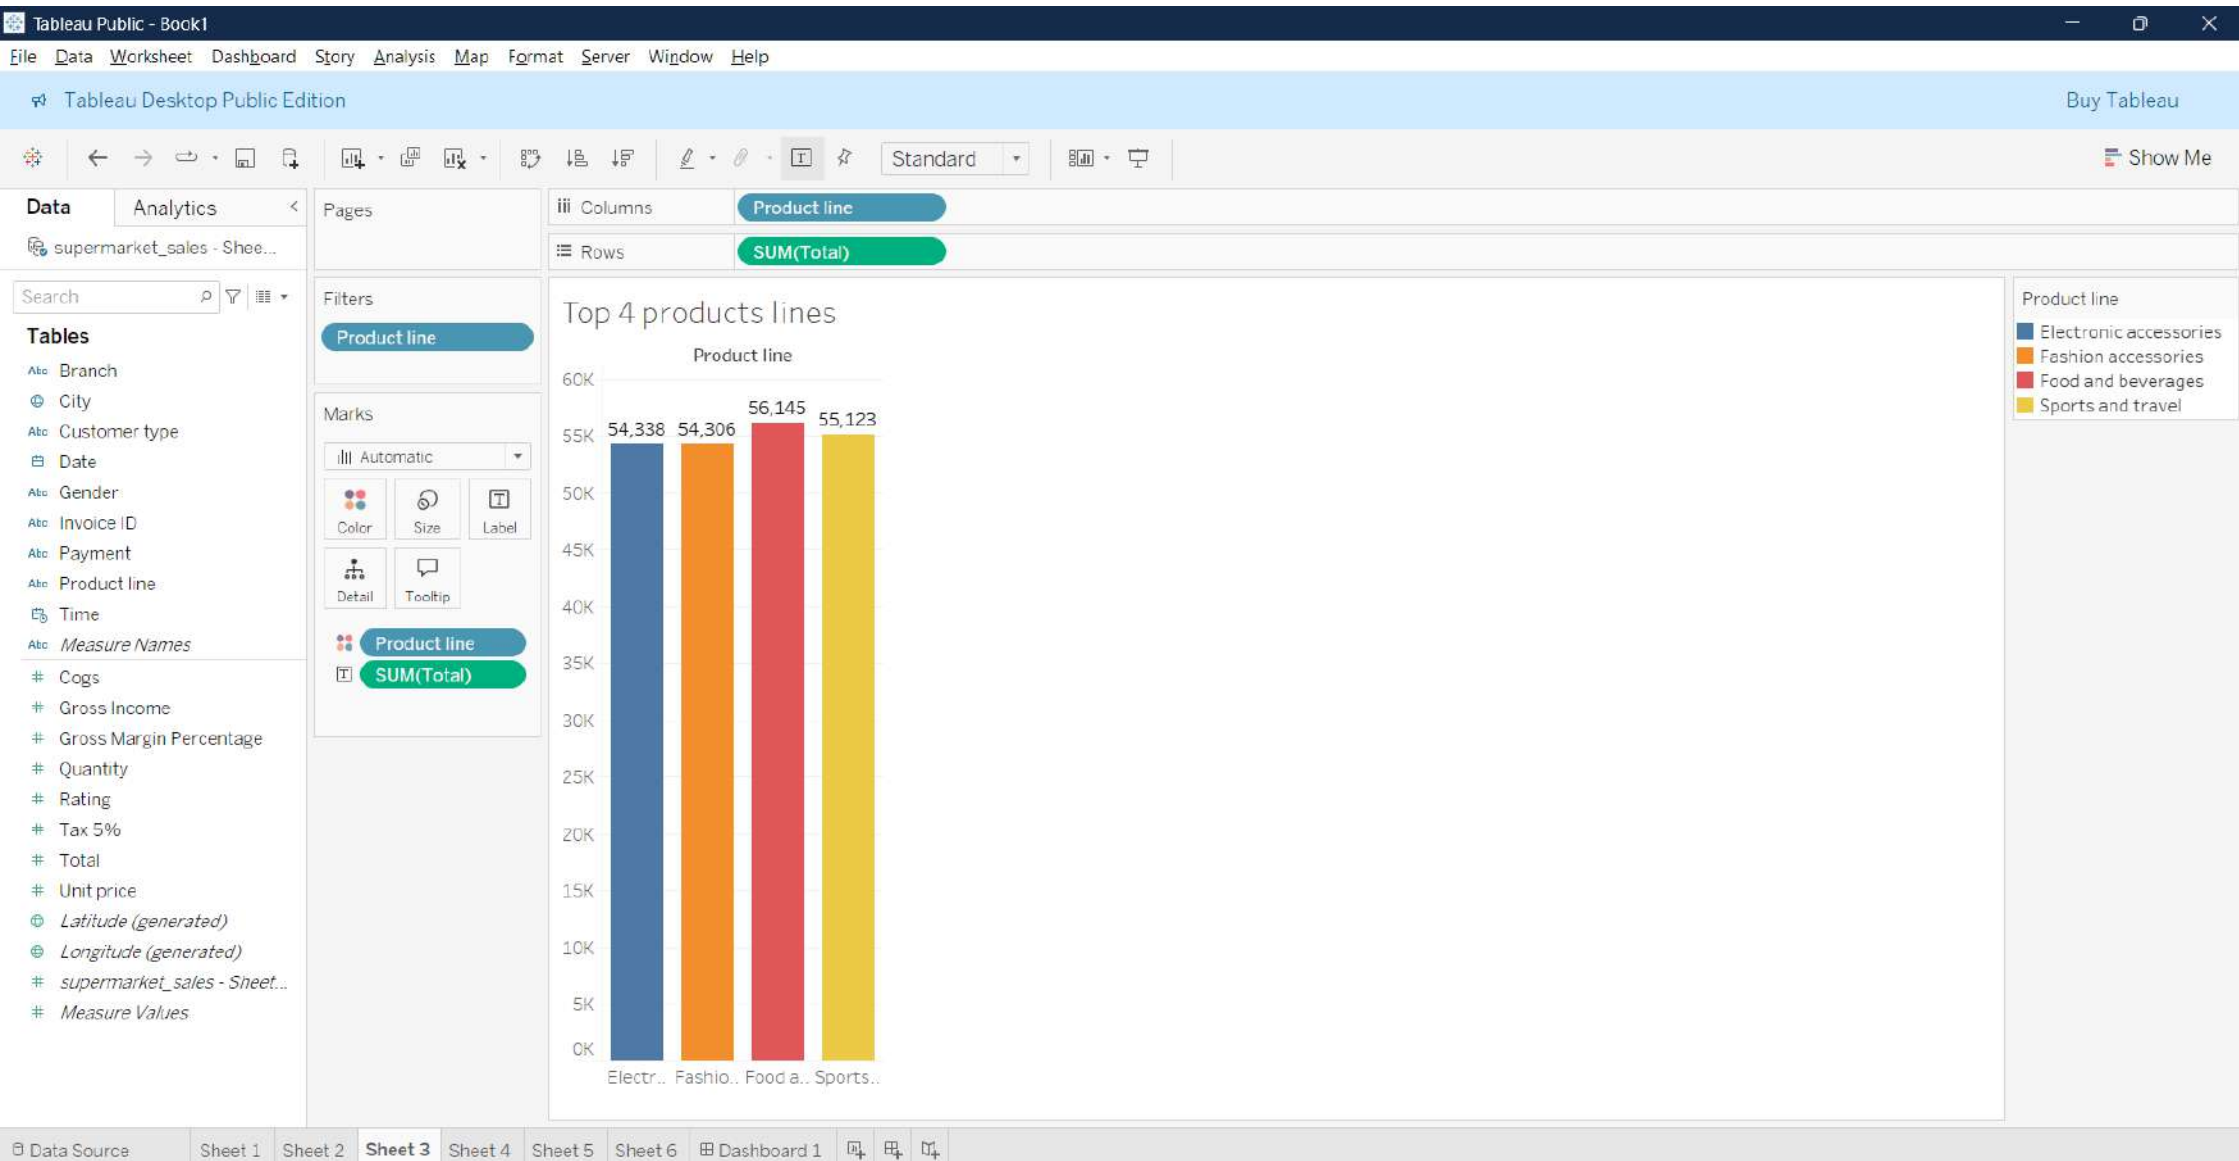 Tableau Public - Book1
File Data Worksheet Dashboard Story Analysis Map Format Server Window Help
Tableau Desktop Public Edition
Buy Tableau
Standard
Show Me
Data Analytics
supermarket_sales - Shee...
Search
Tables
Abc Branch
City
Abc Customer type
Date
Abc Gender
Abc Invoice ID
Abc Payment
Abc Product line
Time
Abc Measure Names
# Cogs
# Gross Income
# Gross Margin Percentage
# Quantity
# Rating
# Tax 5%
# Total
# Unit price
Latitude (generated)
Longitude (generated)
# supermarket_sales - Sheet...
# Measure Values
Pages
Filters
Product line
Marks
Automatic
Color Size Label
Detail Tooltip
Product line
SUM(Total)
Columns Product line
Rows SUM(Total)
Top 4 products lines
Product line
60K
55K
50K
45K
40K
35K
30K
25K
20K
15K
10K
5K
0K
54,338 54,306 56,145 55,123
Electr.. Fashio.. Food a.. Sports..
Product line
Electronic accessories
Fashion accessories
Food and beverages
Sports and travel
Data Source Sheet 1 Sheet 2 Sheet 3 Sheet 4 Sheet 5 Sheet 6 Dashboard 1